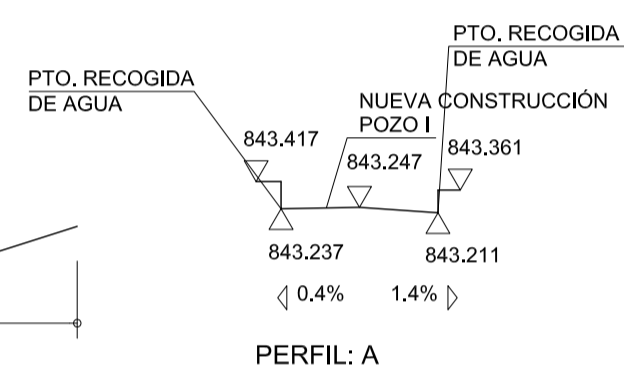 PTO. RECOGIDA
DE AGUA
PTO. RECOGIDA
DE AGUA
NUEVA CONSTRUCCIÓN
POZO I
843.417
843.247
843.361
843.237
843.211
0.4%
1.4%
PERFIL: A